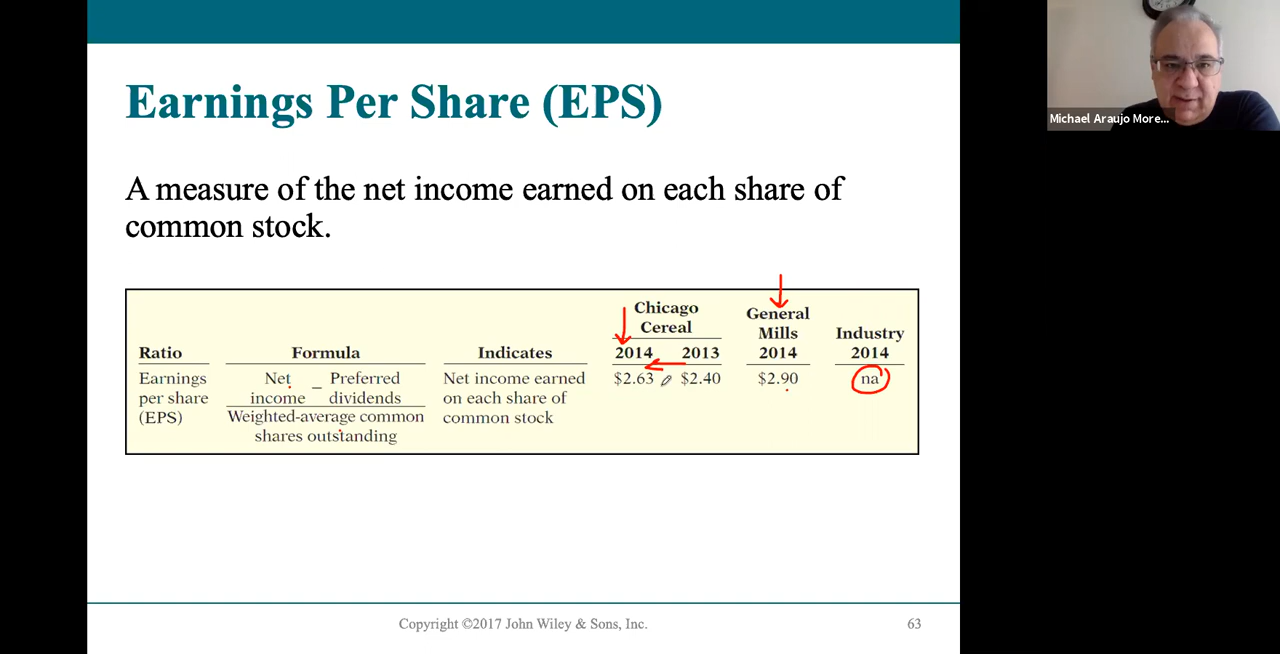 Earnings Per Share (EPS)
A measure of the net income earned on each share of
common stock.
Chicago
Cereal
General
Mills
Industry
Ratio Formula Indicates 2014 2013 2014 2014
Earnings Net – Preferred Net income earned $2.63 $2.40 $2.90 na
per share income dividends on each share of
(EPS) Weighted-average common common stock
shares outstanding
Copyright ©2017 John Wiley & Sons, Inc.
63
Michael Araujo More...